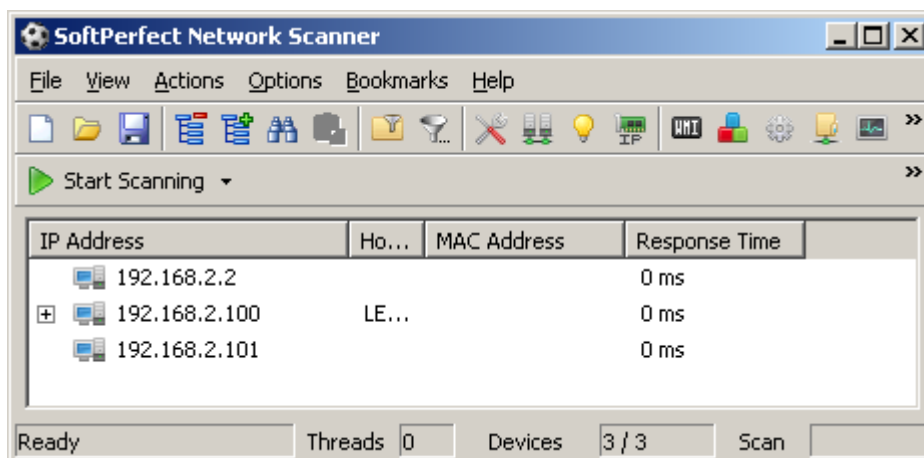 SoftPerfect Network Scanner
File View Actions Options Bookmarks Help
IP WMI »
Start Scanning »
IP Address Ho... MAC Address Response Time
192.168.2.2 0 ms
192.168.2.100 LE... 0 ms
192.168.2.101 0 ms
Ready Threads 0 Devices 3 / 3 Scan